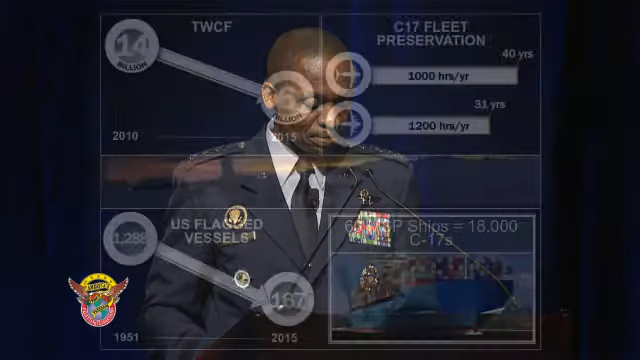 TWCF
14
BILLION
2010
2015
C17 FLEET
PRESERVATION
40 yrs
1000 hrs/yr
31 yrs
1200 hrs/yr
US FLAGGED
VESSELS
1,288
167
1951
2015
Ships = 18,000
C-17s